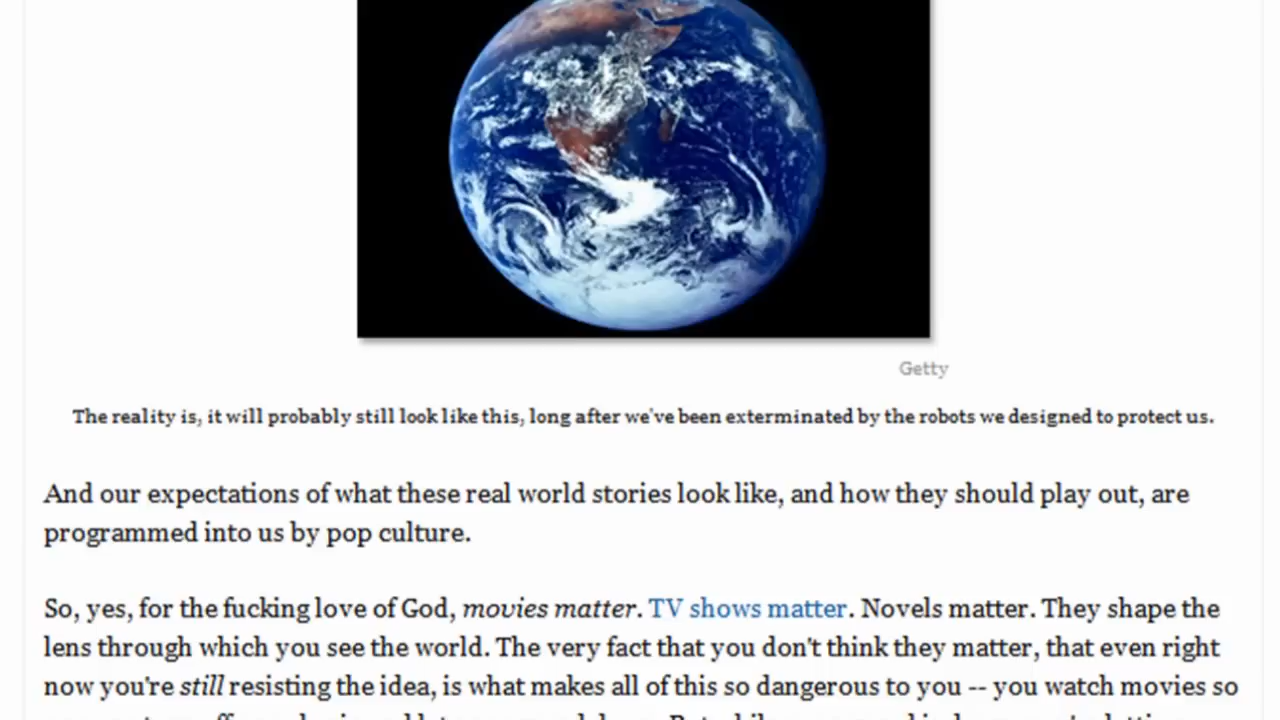 Getty
The reality is, it will probably still look like this, long after we've been exterminated by the robots we designed to protect us.
And our expectations of what these real world stories look like, and how they should play out, are
programmed into us by pop culture.
So, yes, for the fucking love of God, movies matter. TV shows matter. Novels matter. They shape the
lens through which you see the world. The very fact that you don't think they matter, that even right
now you're still resisting the idea, is what makes all of this so dangerous to you -- you watch movies so